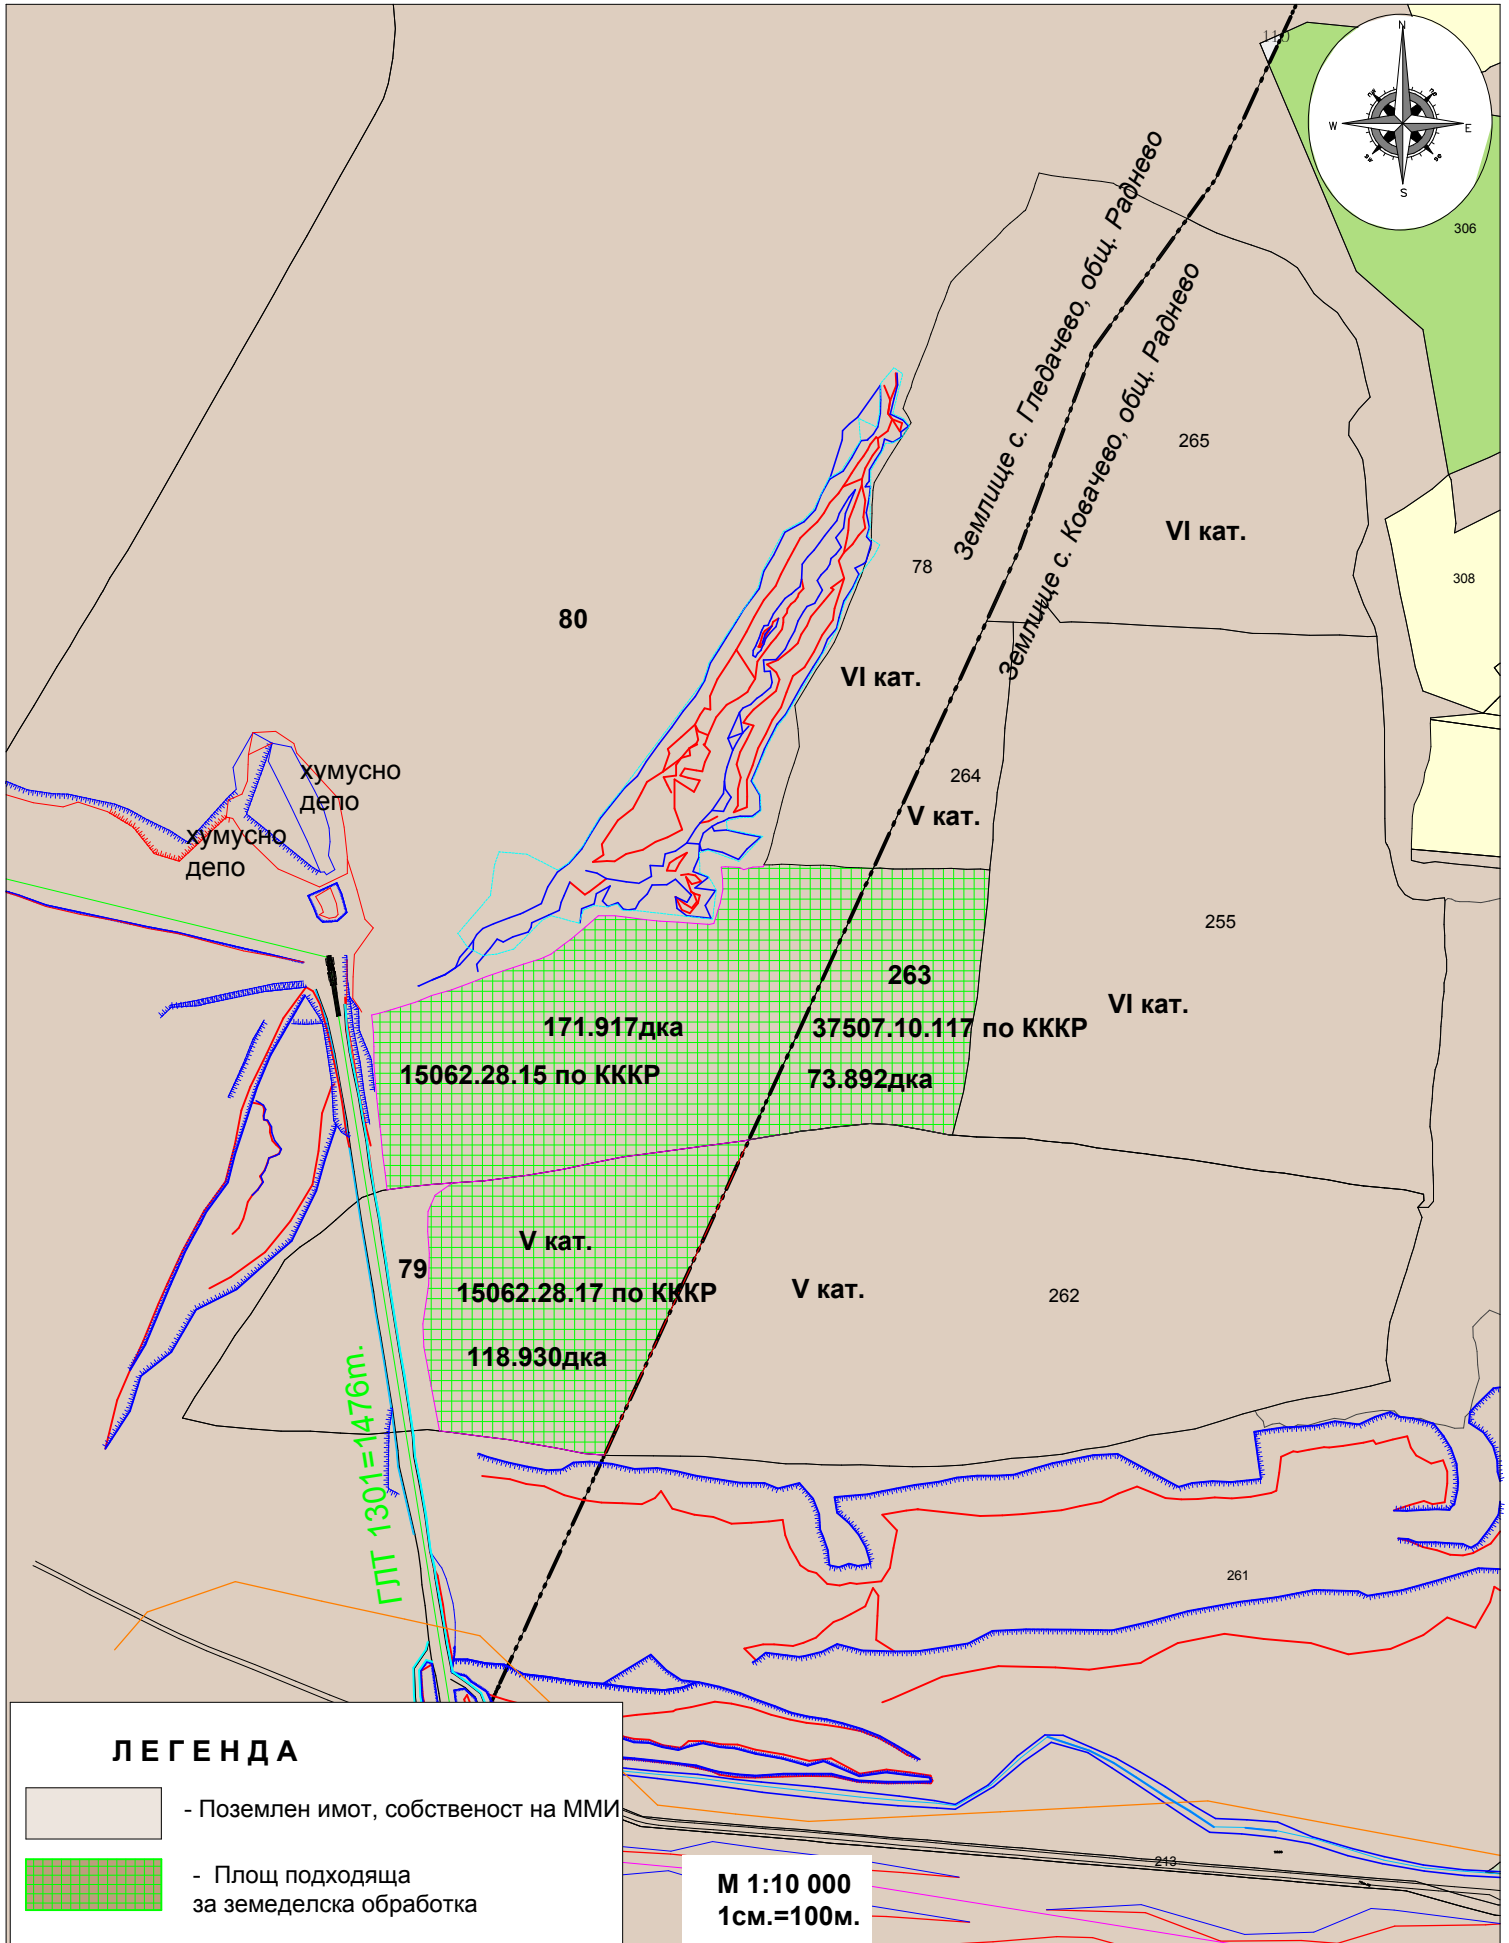 110
N
W
E
S
306
Землище с. Гледачево, общ. Раднево
Землище с. Ковачево, общ. Раднево
265
VI кат.
78
308
80
VI кат.
264
V кат.
хумусно
депо
хумусно
депо
255
263
VI кат.
171.917дка
37507.10.117 по КККР
15062.28.15 по КККР
73.892дка
V кат.
79
15062.28.17 по КККР
V кат.
262
118.930дка
ГЛТ 1301=1476m.
261
ЛЕГЕНДА
- Поземлен имот, собственост на ММИ
- Площ подходяща
за земеделска обработка
М 1:10 000
1см.=100м.
213